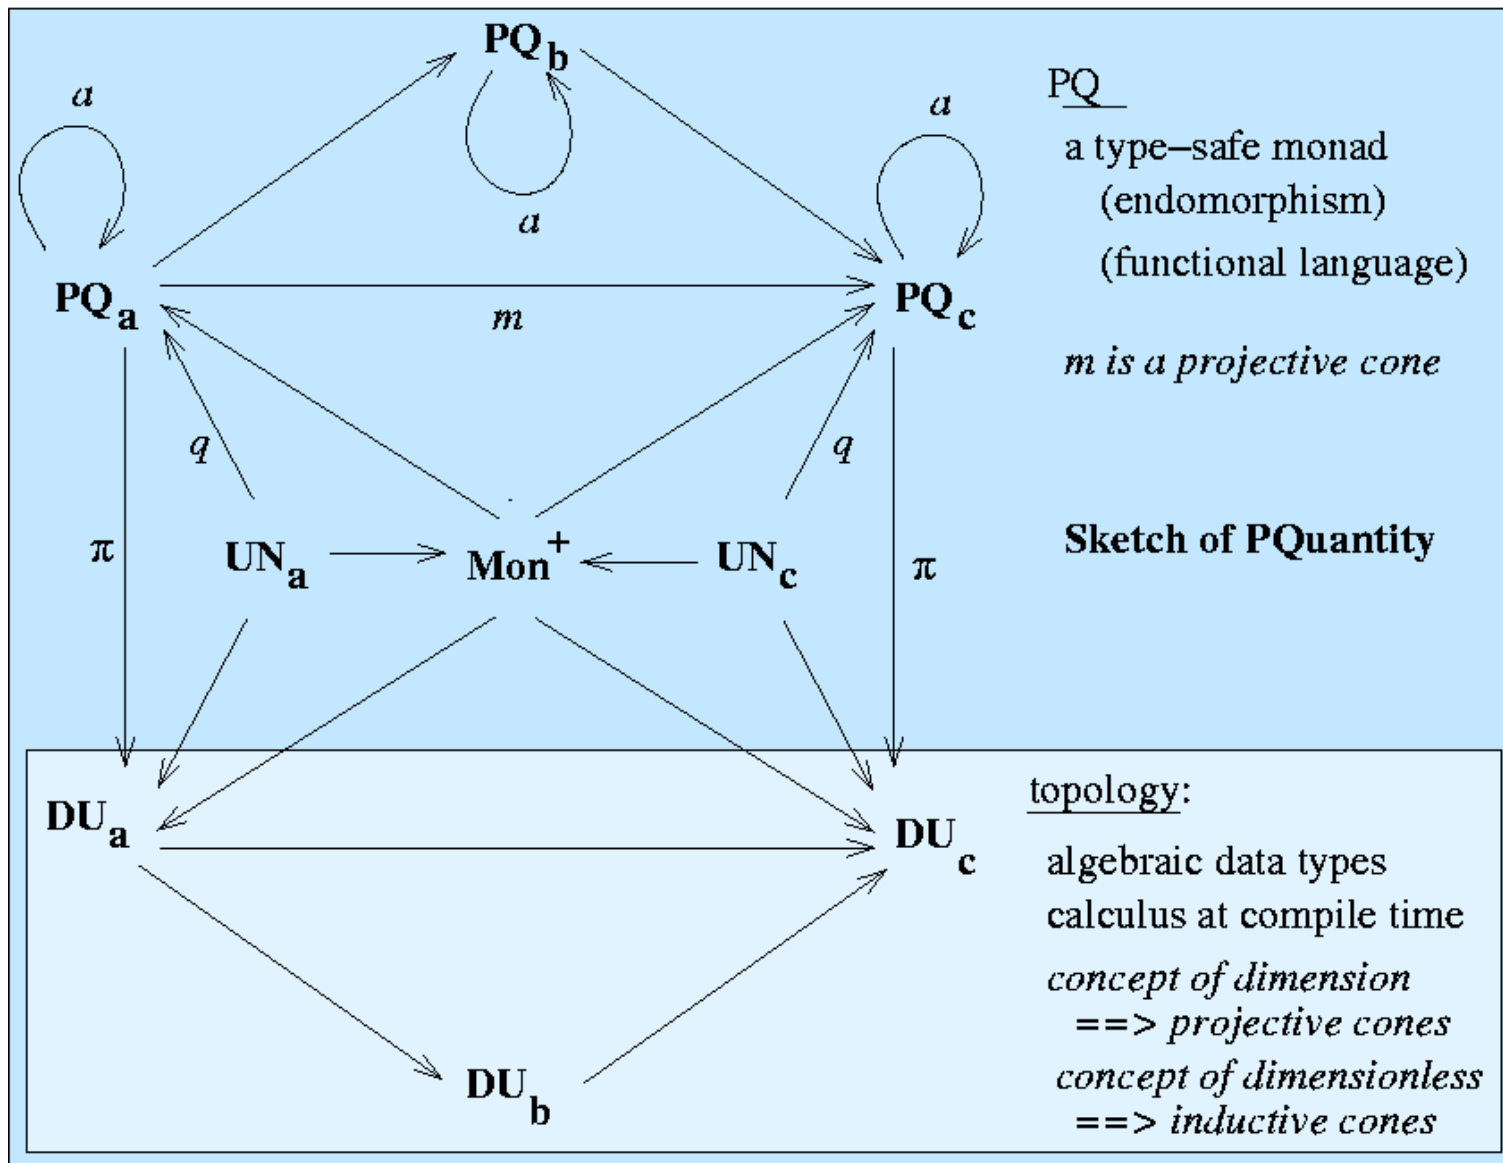 PQb
a
a
a
PQa
m
PQc
q
q
π
UNa
Mon+
UNc
π
DUa
DUc
DUb
PQ
a type–safe monad
(endomorphism)
(functional language)
m is a projective cone
Sketch of PQuantity
topology:
algebraic data types
calculus at compile time
concept of dimension
==> projective cones
concept of dimensionless
==> inductive cones